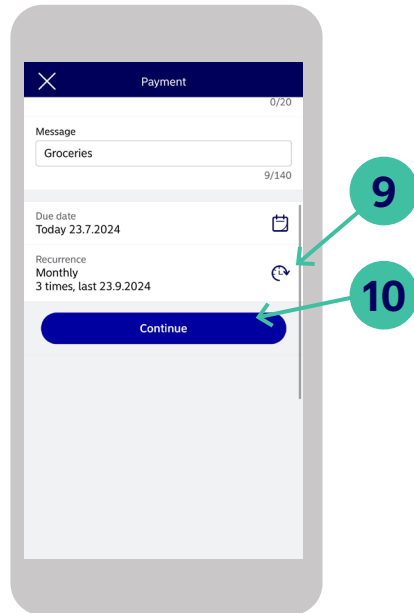 Payment
0/20
Message
Groceries
9/140
9
Due date
Today 23.7.2024
Recurrence
Monthly
3 times, last 23.9.2024
10
Continue